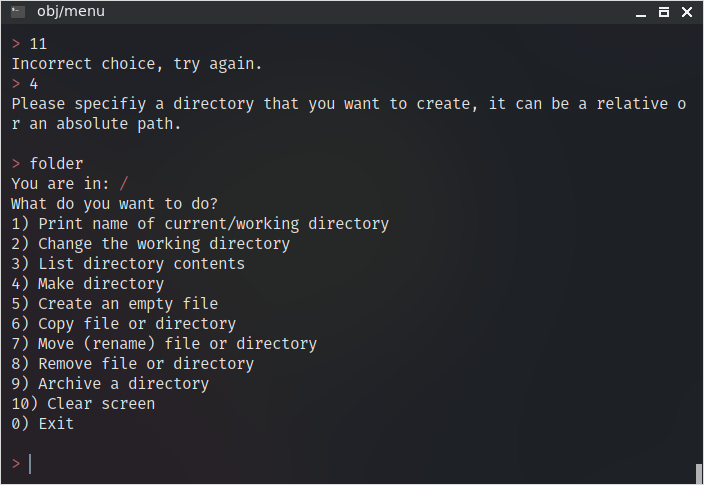 obj/menu
> 11
Incorrect choice, try again.
> 4
Please specifiy a directory that you want to create, it can be a relative o
r an absolute path.
> folder
You are in: /
What do you want to do?
1) Print name of current/working directory
2) Change the working directory
3) List directory contents
4) Make directory
5) Create an empty file
6) Copy file or directory
7) Move (rename) file or directory
8) Remove file or directory
9) Archive a directory
10) Clear screen
0) Exit
>